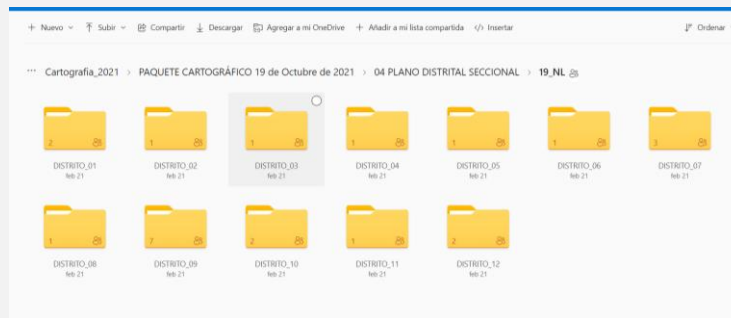 + Nuevo Subir Compartir Descargar Agregar a mi OneDrive + Añadir a mi lista compartida </> Insertar Ordenar
··· Cartografia_2021 > PAQUETE CARTOGRÁFICO 19 de Octubre de 2021 > 04 PLANO DISTRITAL SECCIONAL > 19_NL
2 1 1 1 1 1 3
DISTRITO_01 DISTRITO_02 DISTRITO_03 DISTRITO_04 DISTRITO_05 DISTRITO_06 DISTRITO_07
feb 21 feb 21 feb 21 feb 21 feb 21 feb 21 feb 21
1 7 2 1 2
DISTRITO_08 DISTRITO_09 DISTRITO_10 DISTRITO_11 DISTRITO_12
feb 21 feb 21 feb 21 feb 21 feb 21